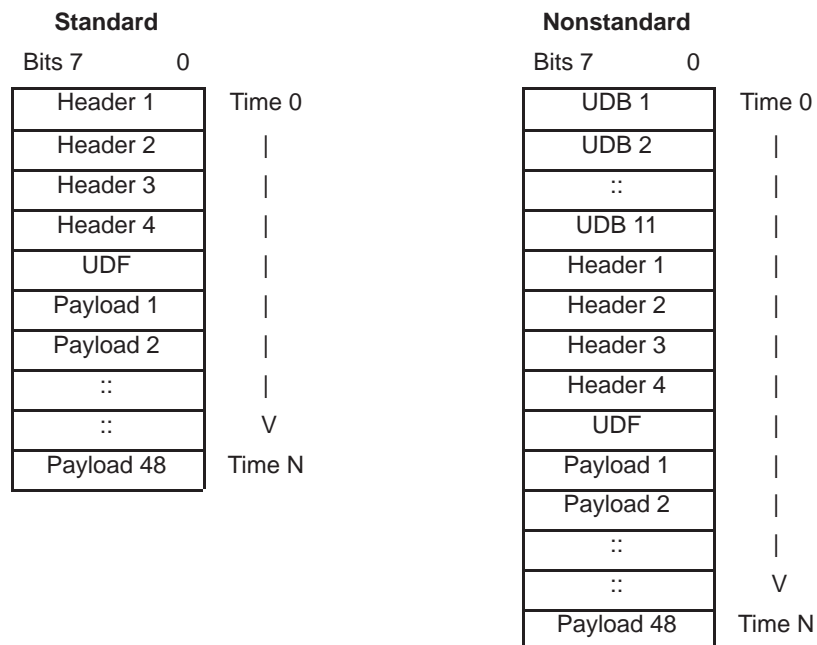 Standard
Bits 7 0
Header 1 Time 0
Header 2 |
Header 3 |
Header 4 |
UDF |
Payload 1 |
Payload 2 |
:: |
:: V
Payload 48 Time N
Nonstandard
Bits 7 0
UDB 1 Time 0
UDB 2 |
:: |
UDB 11 |
Header 1 |
Header 2 |
Header 3 |
Header 4 |
UDF |
Payload 1 |
Payload 2 |
:: |
:: V
Payload 48 Time N